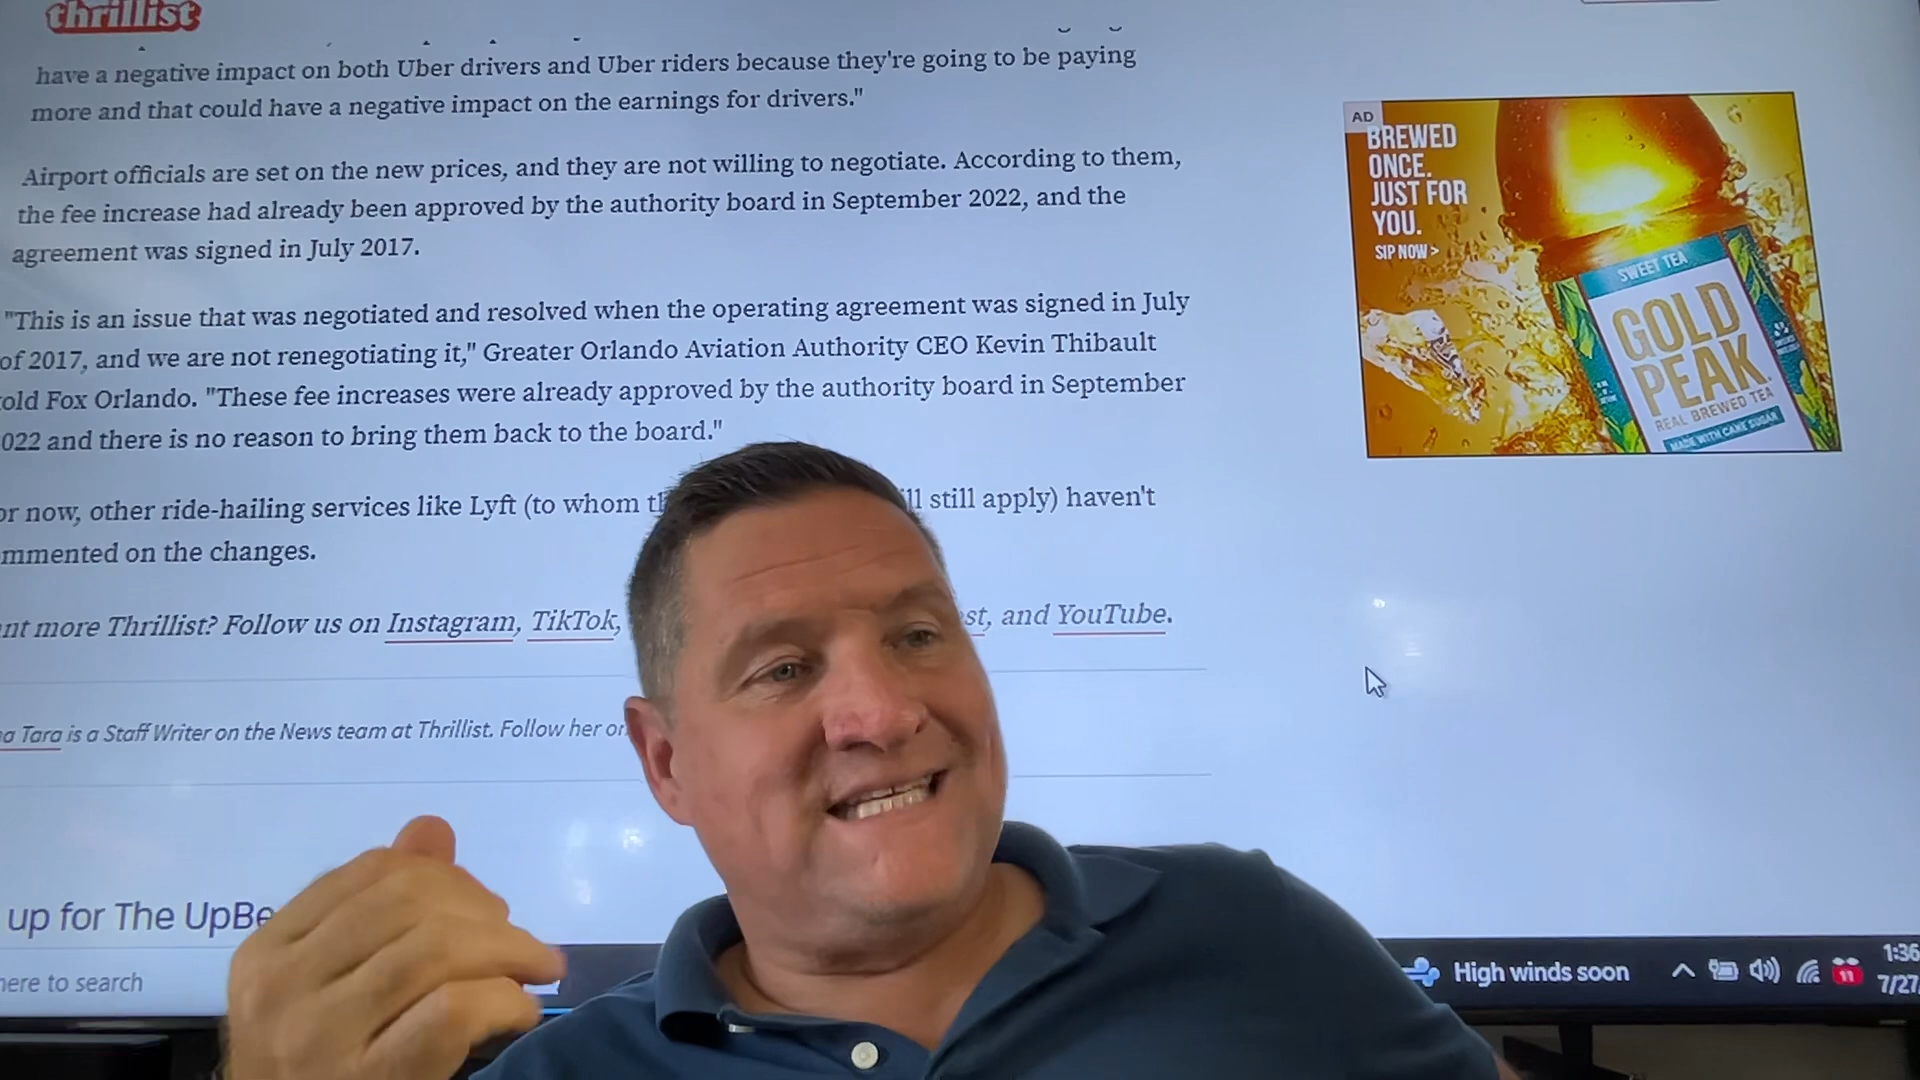 thrillist
have a negative impact on both Uber drivers and Uber riders because they're going to be paying
more and that could have a negative impact on the earnings for drivers."
Airport officials are set on the new prices, and they are not willing to negotiate. According to them,
the fee increase had already been approved by the authority board in September 2022, and the
agreement was signed in July 2017.
"This is an issue that was negotiated and resolved when the operating agreement was signed in July
of 2017, and we are not renegotiating it," Greater Orlando Aviation Authority CEO Kevin Thibault
old Fox Orlando. "These fee increases were already approved by the authority board in September
022 and there is no reason to bring them back to the board."
or now, other ride-hailing services like Lyft (to whom th ll still apply) haven't
mmented on the changes.
nt more Thrillist? Follow us on Instagram, TikTok, st, and YouTube.
a Tara is a Staff Writer on the News team at Thrillist. Follow her on
up for The UpBe
here to search
AD
BREWED
ONCE.
JUST FOR
YOU.
SIP NOW >
SWEET TEA
GOLD
PEAK
REAL BREWED TEA
MADE WITH CANE SUGAR
High winds soon
11
1:36
7/27